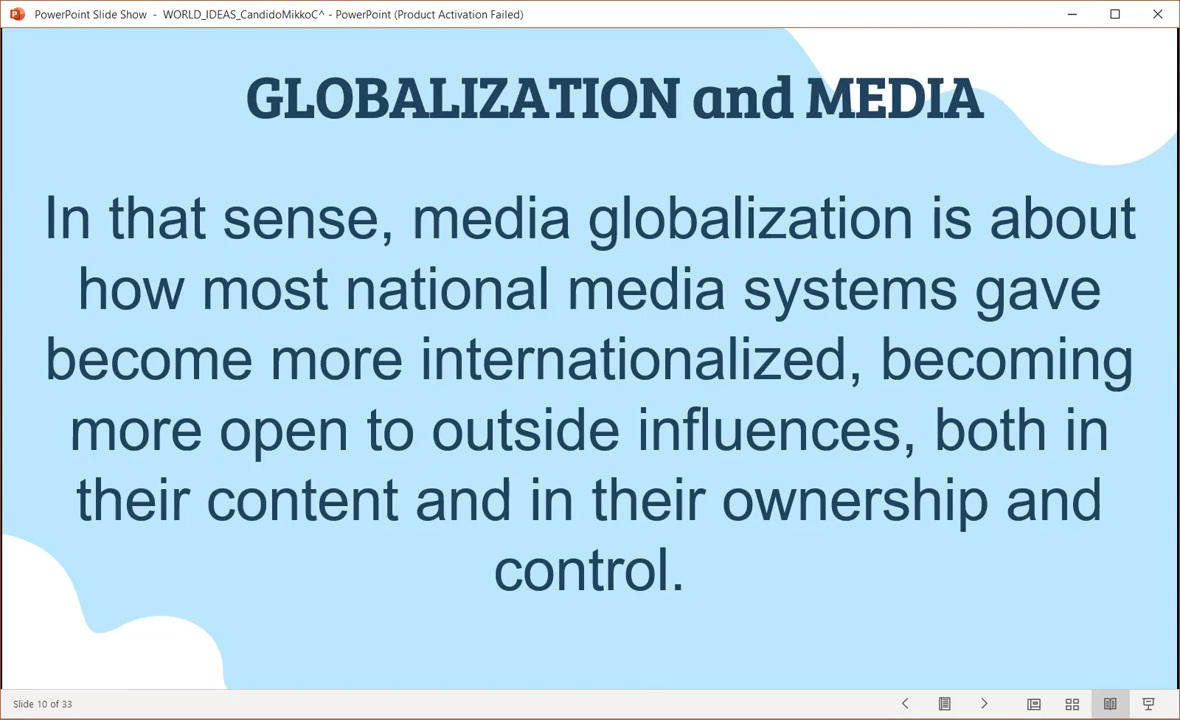 PowerPoint Slide Show - WORLD_IDEAS_CandidoMikkoC^ - PowerPoint (Product Activation Failed)
GLOBALIZATION and MEDIA
In that sense, media globalization is about
how most national media systems gave
become more internationalized, becoming
more open to outside influences, both in
their content and in their ownership and
control.
Slide 10 of 33